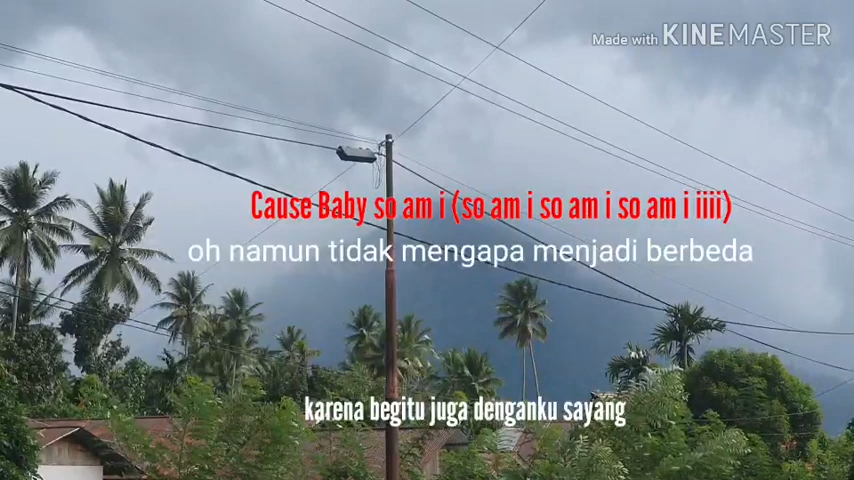 Made with KINEMASTER
Cause Baby so am i (so am i so am i so am i iiii)
oh namun tidak mengapa menjadi berbeda
karena begitu juga denganku sayang